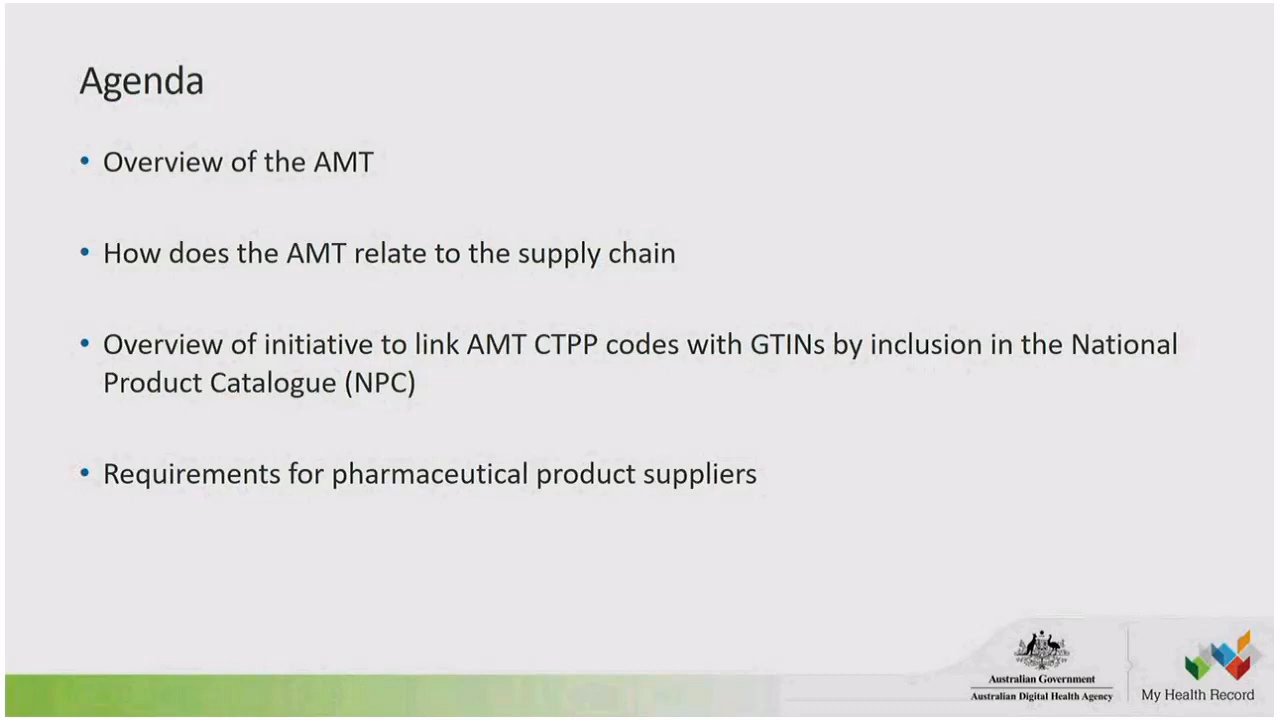 Agenda
• Overview of the AMT
• How does the AMT relate to the supply chain
• Overview of initiative to link AMT CTPP codes with GTINs by inclusion in the National
Product Catalogue (NPC)
• Requirements for pharmaceutical product suppliers
Australian Government
Australian Digital Health Agency
My Health Record